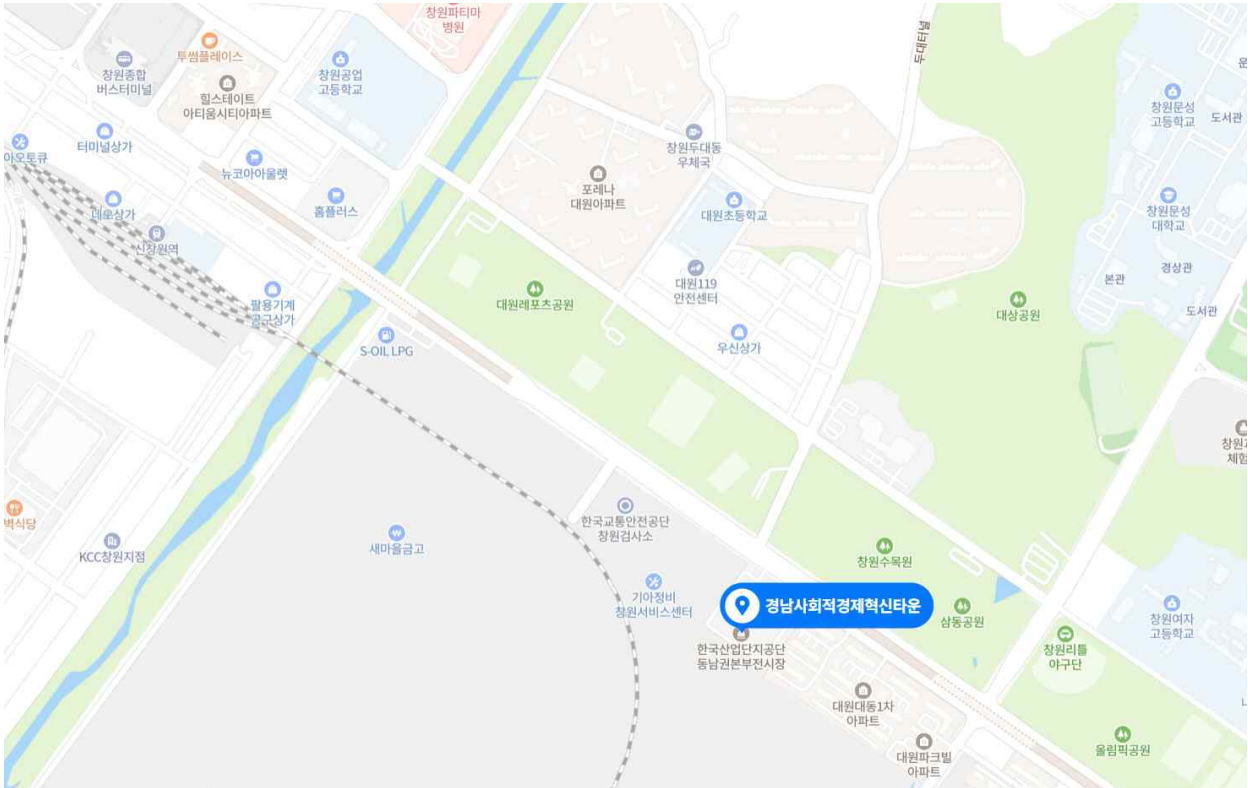 창원파티마
병원
투썸플레이스
창원종합
버스터미널
힐스테이트
아티움시티아파트
창원공업
고등학교
두대터널
창원문성
고등학교
도서관
아오토큐
터미널상가
뉴코아아울렛
창원두대동
우체국
포레나
대원아파트
홈플러스
대원초등학교
창원문성
대학교
네오상가
신창원역
대원119
안전센터
본관
경상관
팔용기계
공구상가
대원레포츠공원
대상공원
도서관
S-OIL LPG
우신상가
체험
벽식당
KCC창원지점
새마을금고
한국교통안전공단
창원검사소
창원수목원
기아정비
창원서비스센터
경남사회적경제혁신타운
삼동공원
창원여자
고등학교
한국산업단지공단
동남권본부전시장
창원리틀
야구단
대원대동1차
아파트
올림픽공원
대원파크빌
아파트